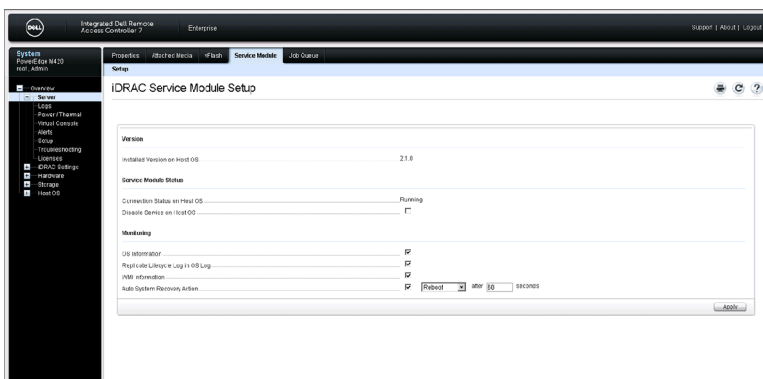 DELL
Integrated Dell Remote
Access Controller 7
Enterprise
Support | About | Logout
System
PowerEdge M420
root, Admin
Properties
Attached Media
vFlash
Service Module
Job Queue
Setup
Overview
Server
Logs
Power / Thermal
Virtual Console
Alerts
Setup
Troubleshooting
Licenses
iDRAC Settings
Hardware
Storage
Host OS
iDRAC Service Module Setup
Version
Installed Version on Host OS
2.1.0
Service Module Status
Connection Status on Host OS
Running
Disable Service on Host OS
Monitoring
OS Information
Replicate Lifecycle Log in OS Log
WMI Information
Auto System Recovery Action
Reboot
after
60
seconds
Apply